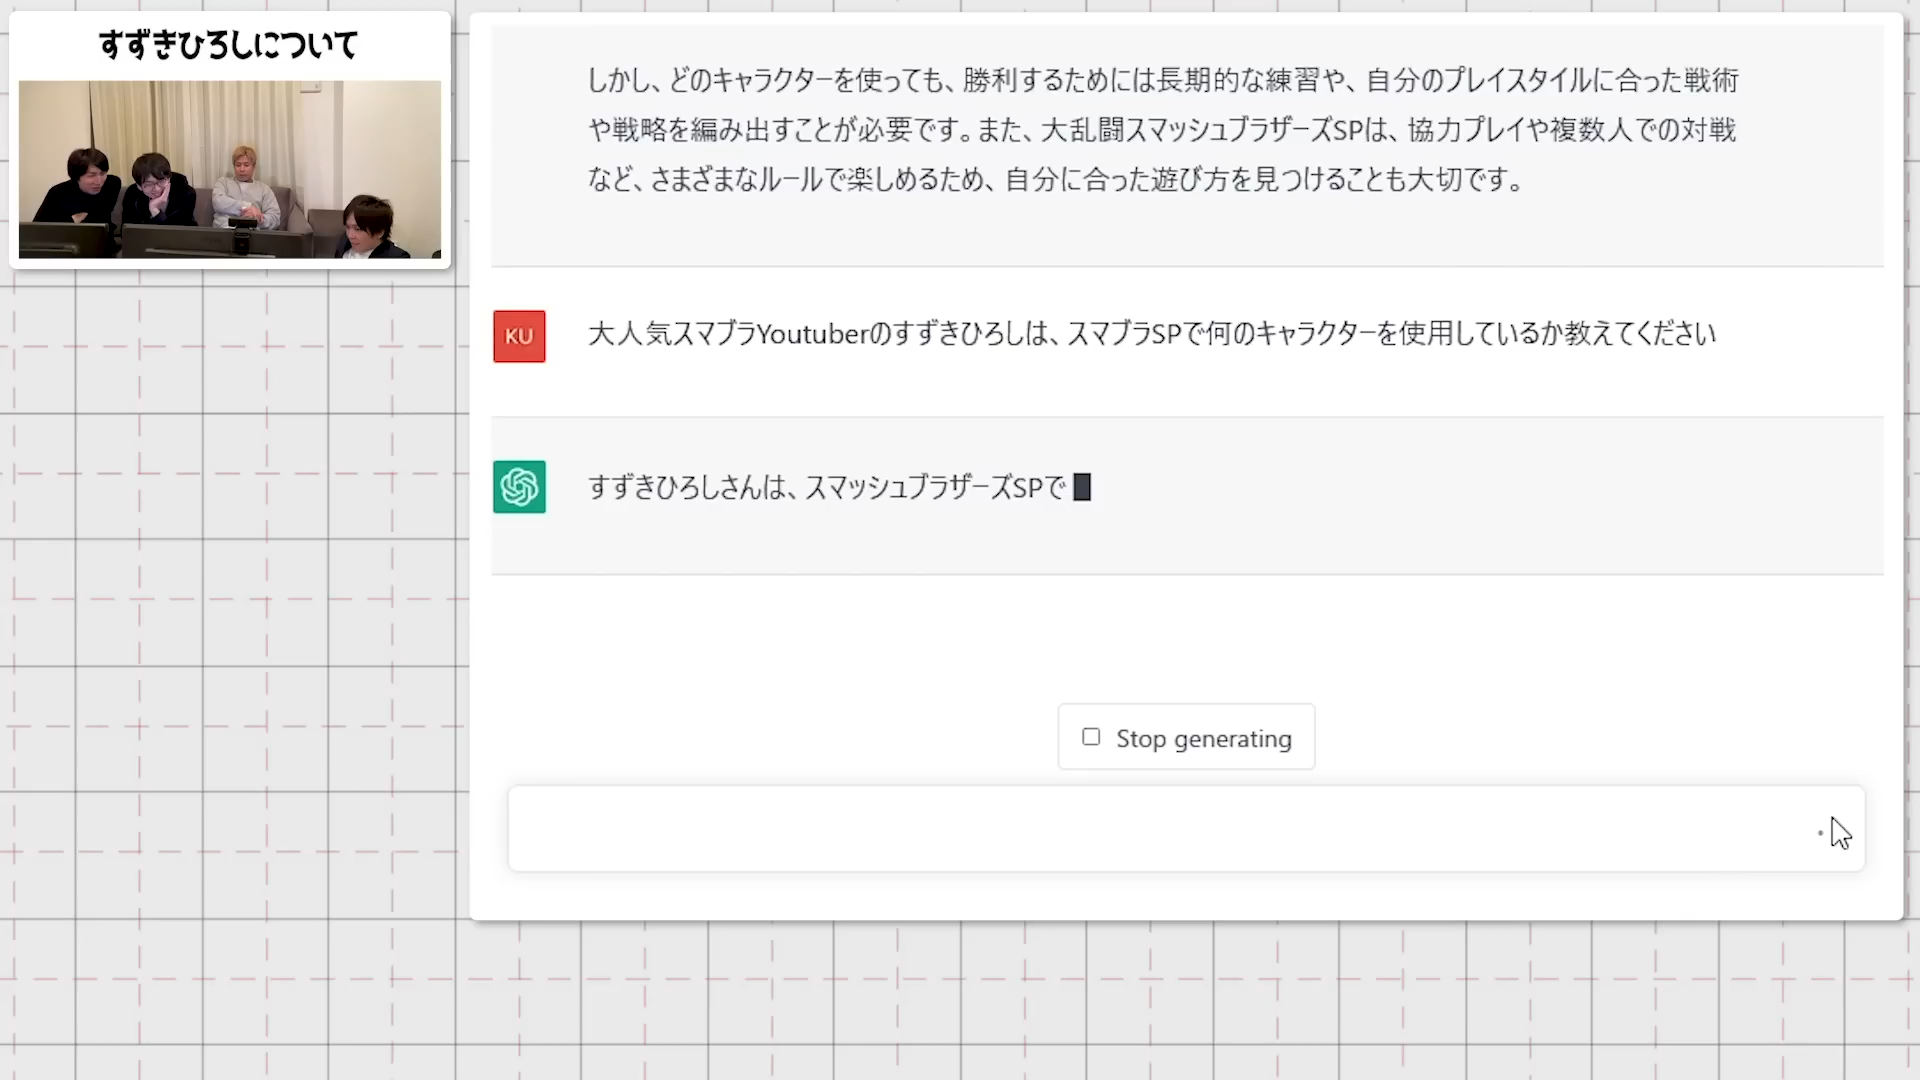 すずきひろしについて
しかし、どのキャラクターを使っても、勝利するためには長期的な練習や、自分のプレイスタイルに合った戦術
や戦略を編み出すことが必要です。また、大乱闘スマッシュブラザーズSPは、協力プレイや複数人での対戦
など、さまざまなルールで楽しめるため、自分に合った遊び方を見つけることも大切です。
KU
大人気スマブラYoutuberのすずきひろしは、スマブラSPで何のキャラクターを使用しているか教えてください
すずきひろしさんは、スマッシュブラザーズSPで
Stop generating